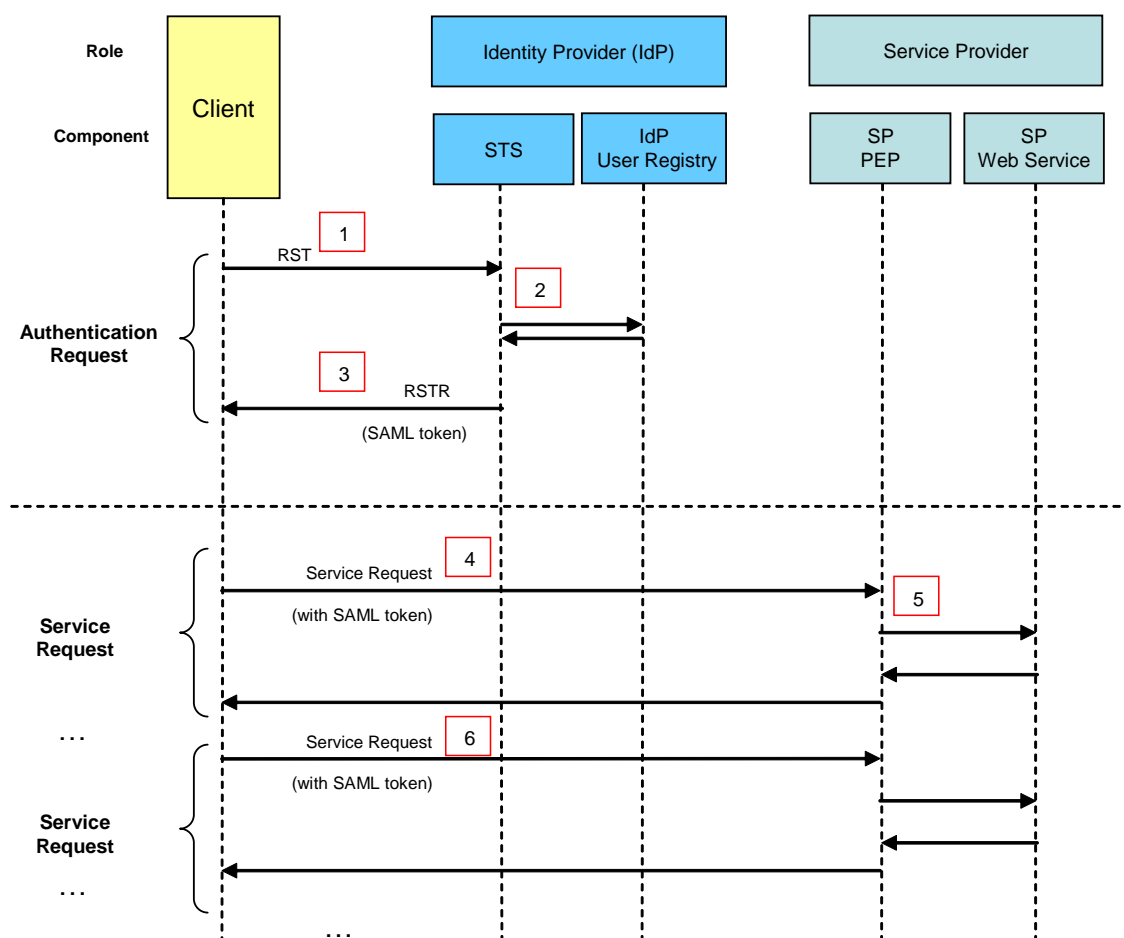 Role
Client
Identity Provider (IdP)
Service Provider
Component
STS
IdP
User Registry
SP
PEP
SP
Web Service
1
RST
2
Authentication
Request
3
RSTR
(SAML token)
4
Service Request
(with SAML token)
5
Service
Request
...
6
Service Request
(with SAML token)
Service
Request
...
...